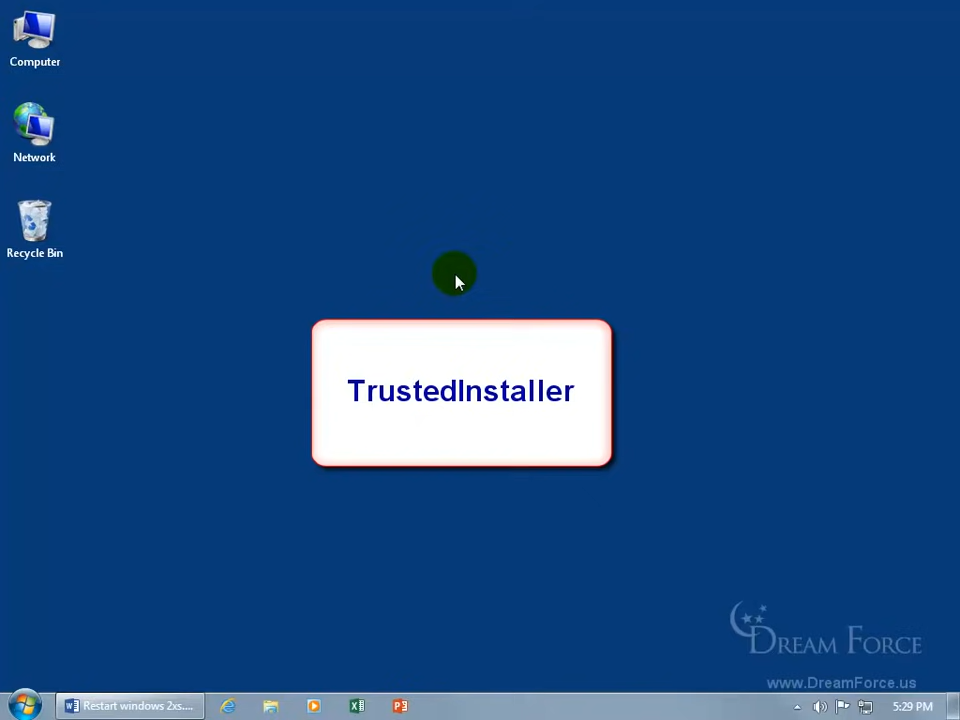 Computer
Network
Recycle Bin
TrustedInstaller
DREAM FORCE
www.DreamForce.us
Restart windows 2xs....
5:29 PM